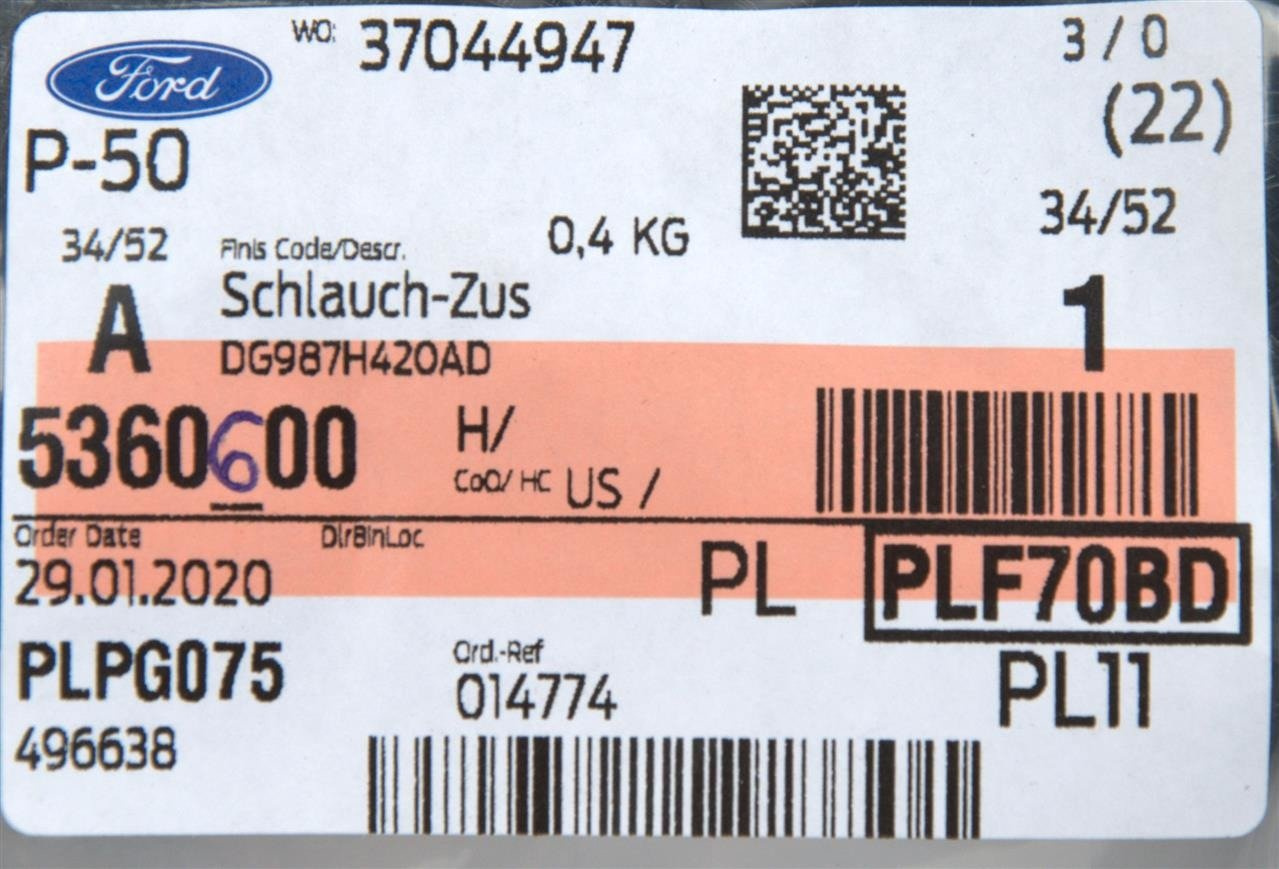 Ford
WO: 37044947
3 / 0
(22)
P-50
34/52
Finis Code/Descr.
0,4 KG
34/52
A
Schlauch-Zus
1
DG987H420AD
5360600
H/
CoO/ HC US /
Order Date
DlrBinLoc
29.01.2020
PL
PLF70BD
PLPG075
Ord.-Ref
014774
PL11
496638